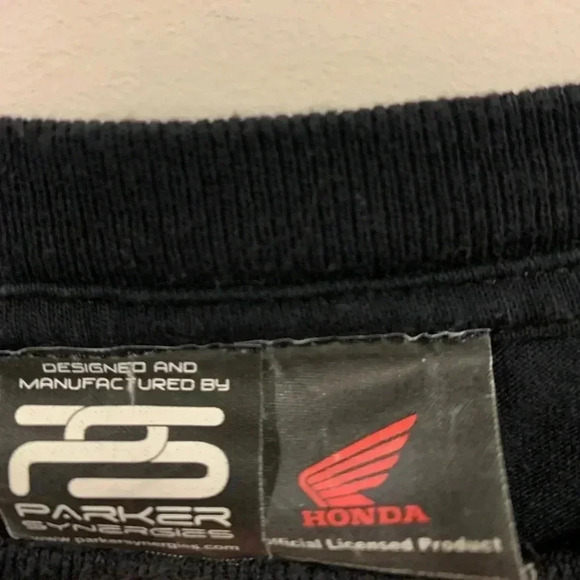 DESIGNED AND
MANUFACTURED BY
PARKER
SYNERGIES
www.parkersynergies.com
HONDA
Official Licensed Product